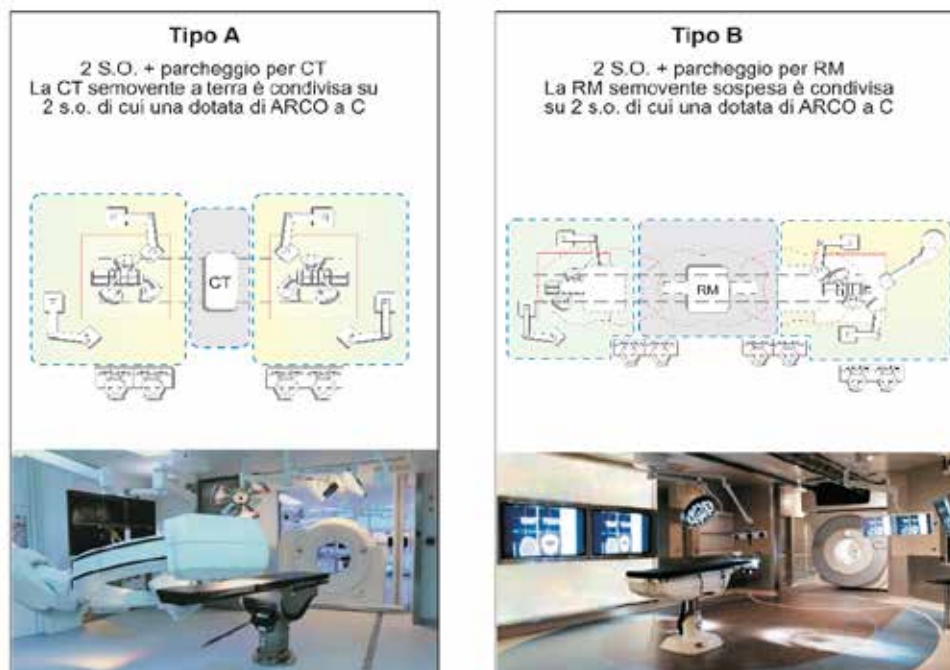 Tipo A
2 S.O. + parcheggio per CT
La CT semovente a terra è condivisa su
2 s.o. di cui una dotata di ARCO a C
CT
Tipo B
2 S.O. + parcheggio per RM
La RM semovente sospesa è condivisa
su 2 s.o. di cui una dotata di ARCO a C
RM